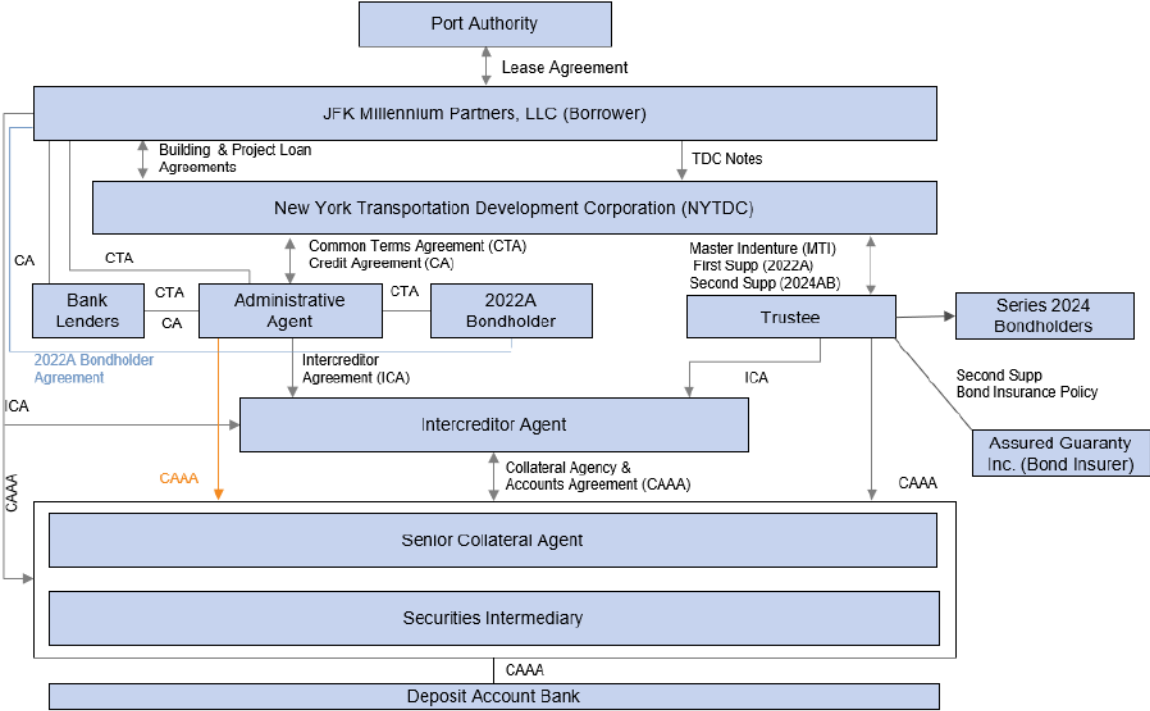 Port Authority
Lease Agreement
JFK Millennium Partners, LLC (Borrower)
Building & Project Loan
Agreements
TDC Notes
New York Transportation Development Corporation (NYTDC)
Common Terms Agreement (CTA)
Credit Agreement (CA)
Master Indenture (MTI)
First Supp (2022A)
Second Supp (2024AB)
CA
CTA
Bank
Lenders
CTA
CA
Administrative
Agent
CTA
2022A
Bondholder
Trustee
Series 2024
Bondholders
2022A Bondholder
Agreement
Intercreditor
Agreement (ICA)
ICA
Second Supp
Bond Insurance Policy
ICA
Intercreditor Agent
Assured Guaranty
Inc. (Bond Insurer)
CAAA
CAAA
Collateral Agency &
Accounts Agreement (CAAA)
CAAA
Senior Collateral Agent
Securities Intermediary
CAAA
Deposit Account Bank